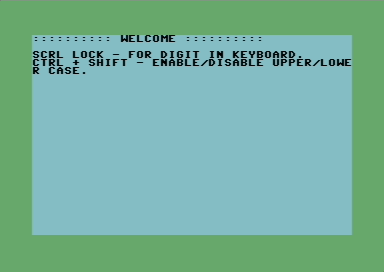 :::::::::: WELCOME ::::::::::
SCRL LOCK - FOR DIGIT IN KEYBOARD.
CTRL + SHIFT - ENABLE/DISABLE UPPER/LOWE
R CASE.